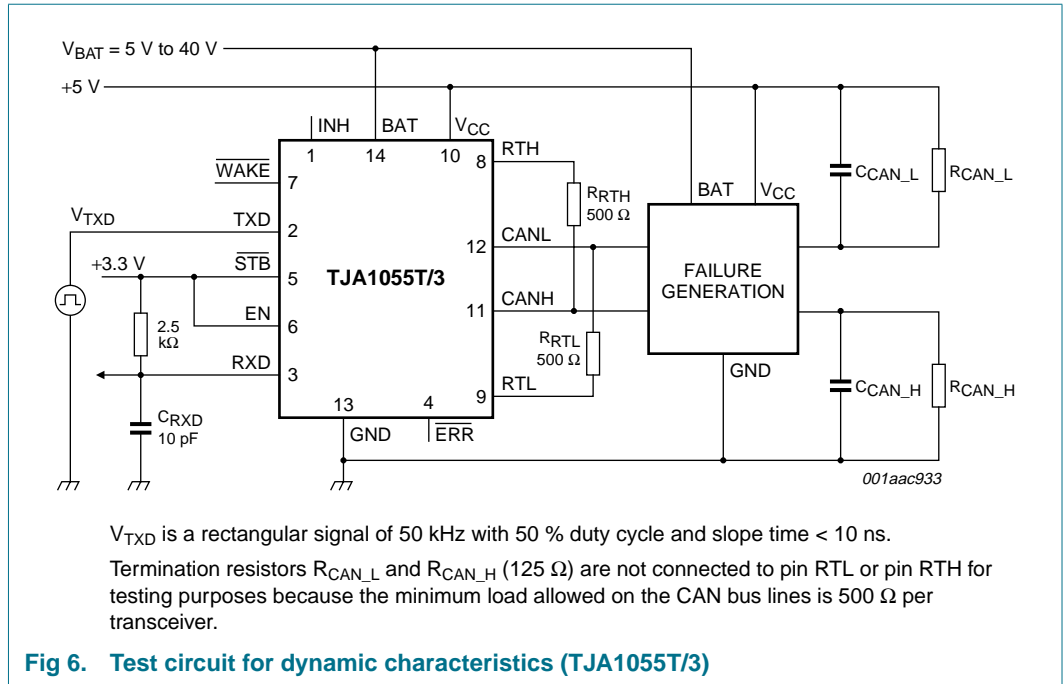 V_BAT = 5 V to 40 V
+5 V
INH
BAT
V_CC
1
14
10
8
RTH
WAKE
7
V_TXD
TXD
2
+3.3 V
STB
5
EN
6
2.5
kΩ
RXD
3
C_RXD
10 pF
TJA1055T/3
R_RTH
500 Ω
12
CANL
11
CANH
R_RTL
500 Ω
9
RTL
13
GND
4
ERR
BAT
V_CC
FAILURE
GENERATION
GND
C_CAN_L
R_CAN_L
C_CAN_H
R_CAN_H
001aac933
V_TXD is a rectangular signal of 50 kHz with 50 % duty cycle and slope time < 10 ns.
Termination resistors R_CAN_L and R_CAN_H (125 Ω) are not connected to pin RTL or pin RTH for
testing purposes because the minimum load allowed on the CAN bus lines is 500 Ω per
transceiver.
Fig 6. Test circuit for dynamic characteristics (TJA1055T/3)